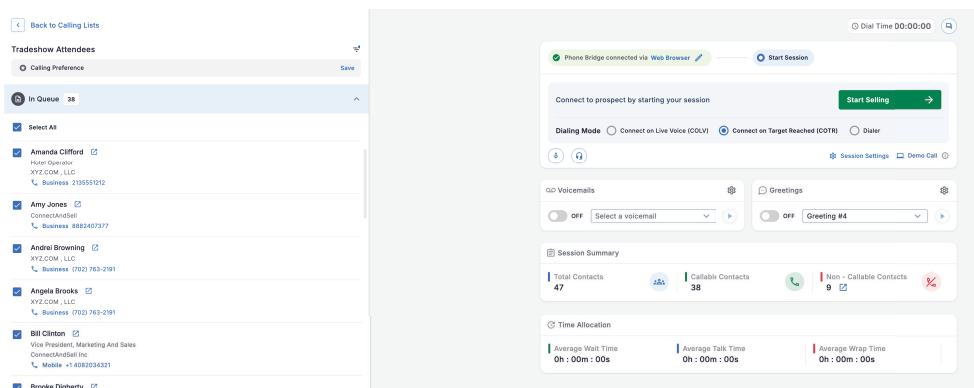 Back to Calling Lists
Dial Time 00:00:00
Tradeshow Attendees
Calling Preference
Save
In Queue 38
Select All
Amanda Clifford
Hotel Operator
XYZ.COM , LLC
Business 2135551212
Amy Jones
ConnectAndSell
Business 8882407377
Andrei Browning
XYZ.COM , LLC
Business (702) 763-2191
Angela Brooks
XYZ.COM , LLC
Business (702) 763-2191
Bill Clinton
Vice President, Marketing And Sales
ConnectAndSell Inc
Mobile +1 4082034321
Brooke Digherty
Phone Bridge connected via Web Browser
Start Session
Connect to prospect by starting your session
Start Selling
Dialing Mode Connect on Live Voice (COLV) Connect on Target Reached (COTR) Dialer
Session Settings Demo Call
Voicemails
OFF Select a voicemail
Greetings
OFF Greeting #4
Session Summary
Total Contacts
47
Callable Contacts
38
Non - Callable Contacts
9
Time Allocation
Average Wait Time
0h : 00m : 00s
Average Talk Time
0h : 00m : 00s
Average Wrap Time
0h : 00m : 00s